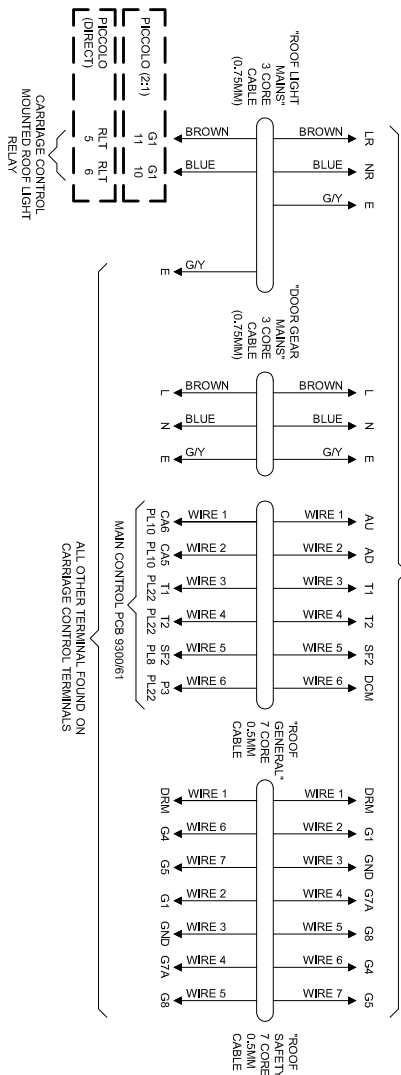 "ROOF LIGHT
MAINS"
3 CORE
CABLE
(0.75MM)
BROWN
BROWN
LR
BLUE
BLUE
NR
G/Y
E
G/Y
E
PICCOLO (2:1)
G1
11
G1
10
PICCOLO
(DIRECT)
RLT
5
RLT
6
CARRIAGE CONTROL
MOUNTED ROOF LIGHT
RELAY
"DOOR GEAR
MAINS"
3 CORE
CABLE
(0.75MM)
L
BROWN
BROWN
L
N
BLUE
BLUE
N
E
G/Y
G/Y
E
PL10
CA6
WIRE 1
WIRE 1
AU
PL10
CA5
WIRE 2
WIRE 2
AD
PL22
T1
WIRE 3
WIRE 3
T1
PL22
T2
WIRE 4
WIRE 4
T2
PL8
SF2
WIRE 5
WIRE 5
SF2
PL22
P3
WIRE 6
WIRE 6
DCM
MAIN CONTROL PCB 9300/61
"ROOF
GENERAL"
7 CORE
0.5MM
CABLE
DRM
WIRE 1
WIRE 1
DRM
G4
WIRE 6
WIRE 2
G1
G5
WIRE 7
WIRE 3
GND
G1
WIRE 2
WIRE 4
G7A
GND
WIRE 3
WIRE 5
G8
G7A
WIRE 4
WIRE 6
G4
G8
WIRE 5
WIRE 7
G5
"ROOF
SAFETY
7 CORE
0.5MM
CABLE
ALL OTHER TERMINAL FOUND ON
CARRIAGE CONTROL TERMINALS